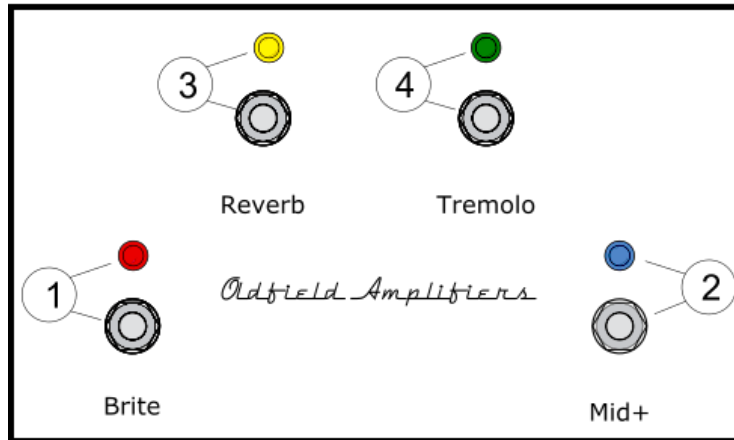 3
4
Reverb
Tremolo
1
Oldfield Amplifiers
2
Brite
Mid+